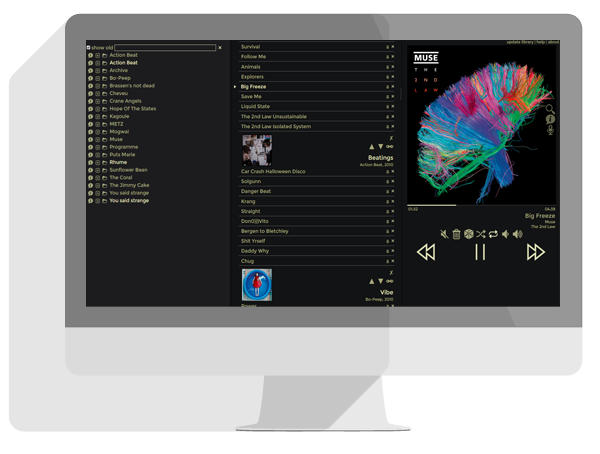 update library | help | about
show old
Action Beat
Action Beat
Archive
Bo-Peep
Brassen's not dead
Cheveu
Crane Angels
Hope Of The States
Kagoule
METZ
Mogwai
Muse
Programme
Puts Marie
Rhume
Sunflower Bean
The Coral
The Jimmy Cake
You said strange
You said strange
Survival
Follow Me
Animals
Explorers
Big Freeze
Save Me
Liquid State
The 2nd Law Unsustainable
The 2nd Law Isolated System
Beatings
Action Beat, 2010
Car Crash Halloween Disco
Solgunn
Danger Beat
Krang
Straight
Bergen to Bletchley
Shit Yrself
Daddy Why
Chug
Vibe
Bo-Peep, 2010
MUSE
THE
2ND
LAW
01:32
04:39
Big Freeze
Muse
The 2nd Law